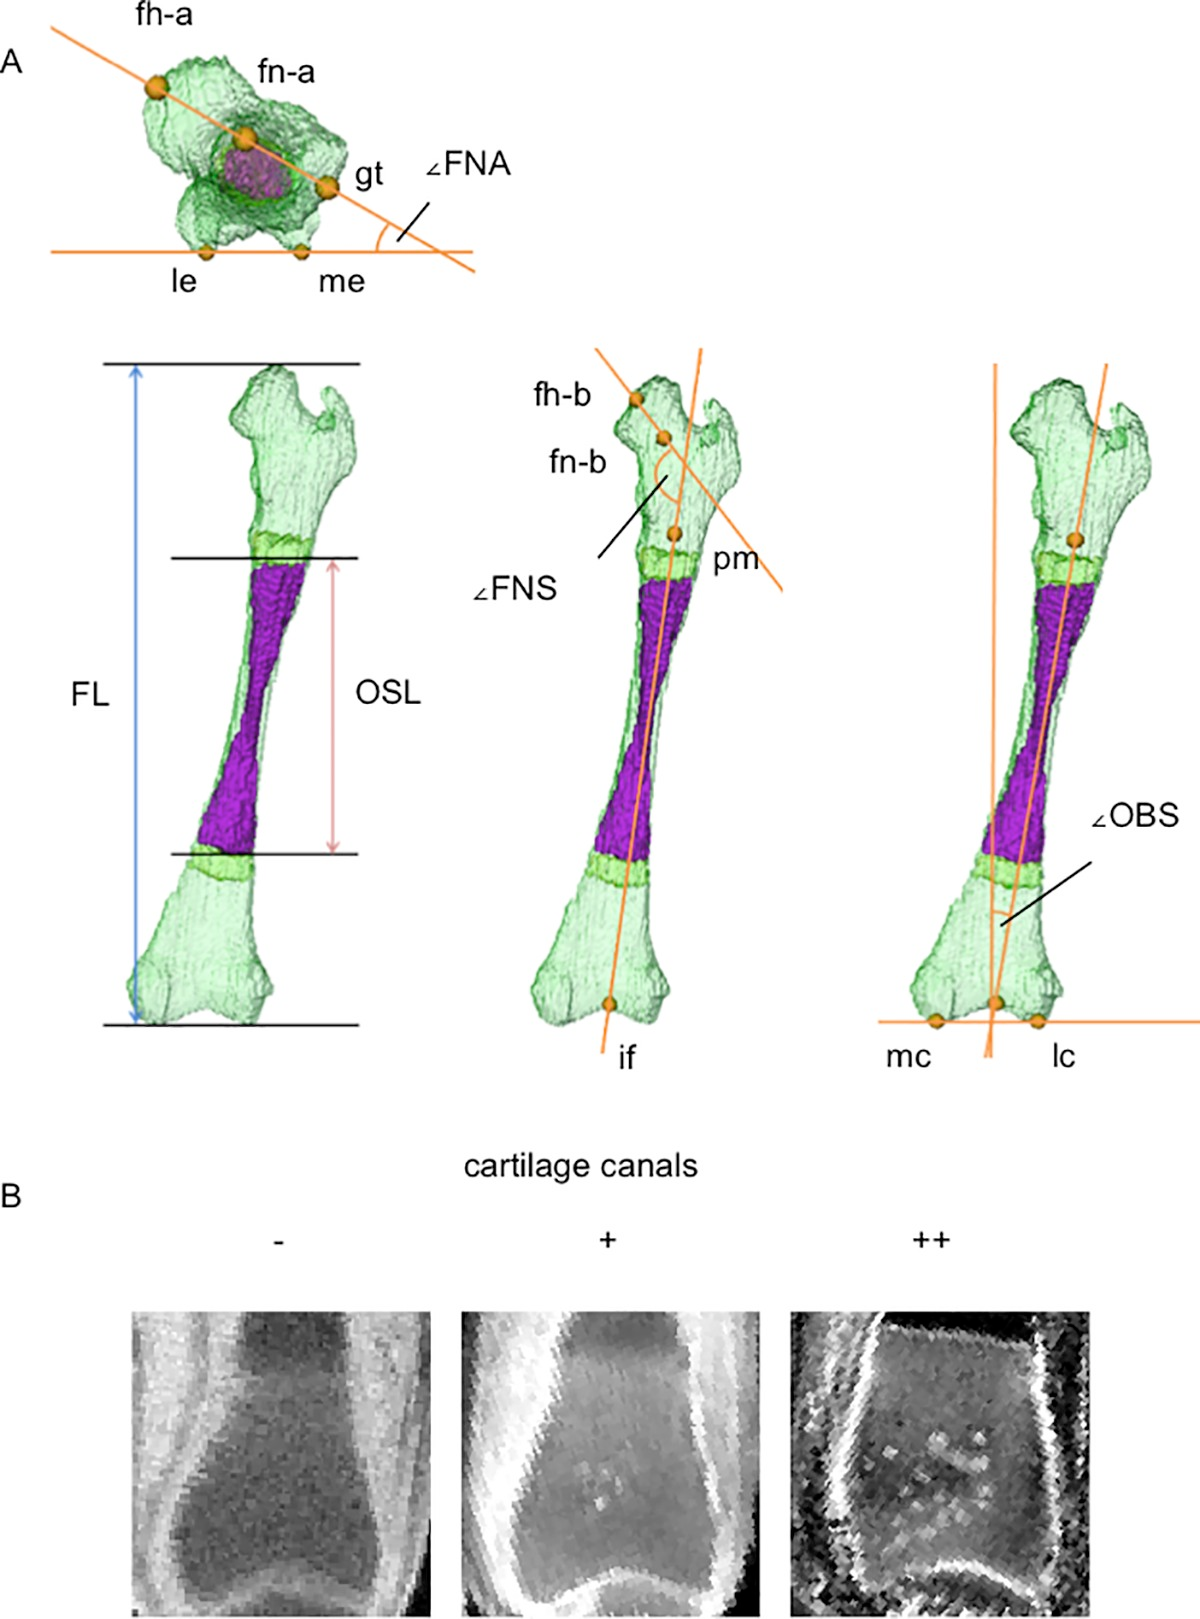 fh-a
A
fn-a
∠FNA
gt
le
me
fh-b
fn-b
pm
∠FNS
FL
OSL
∠OBS
if
mc
lc
cartilage canals
B
-
+
++